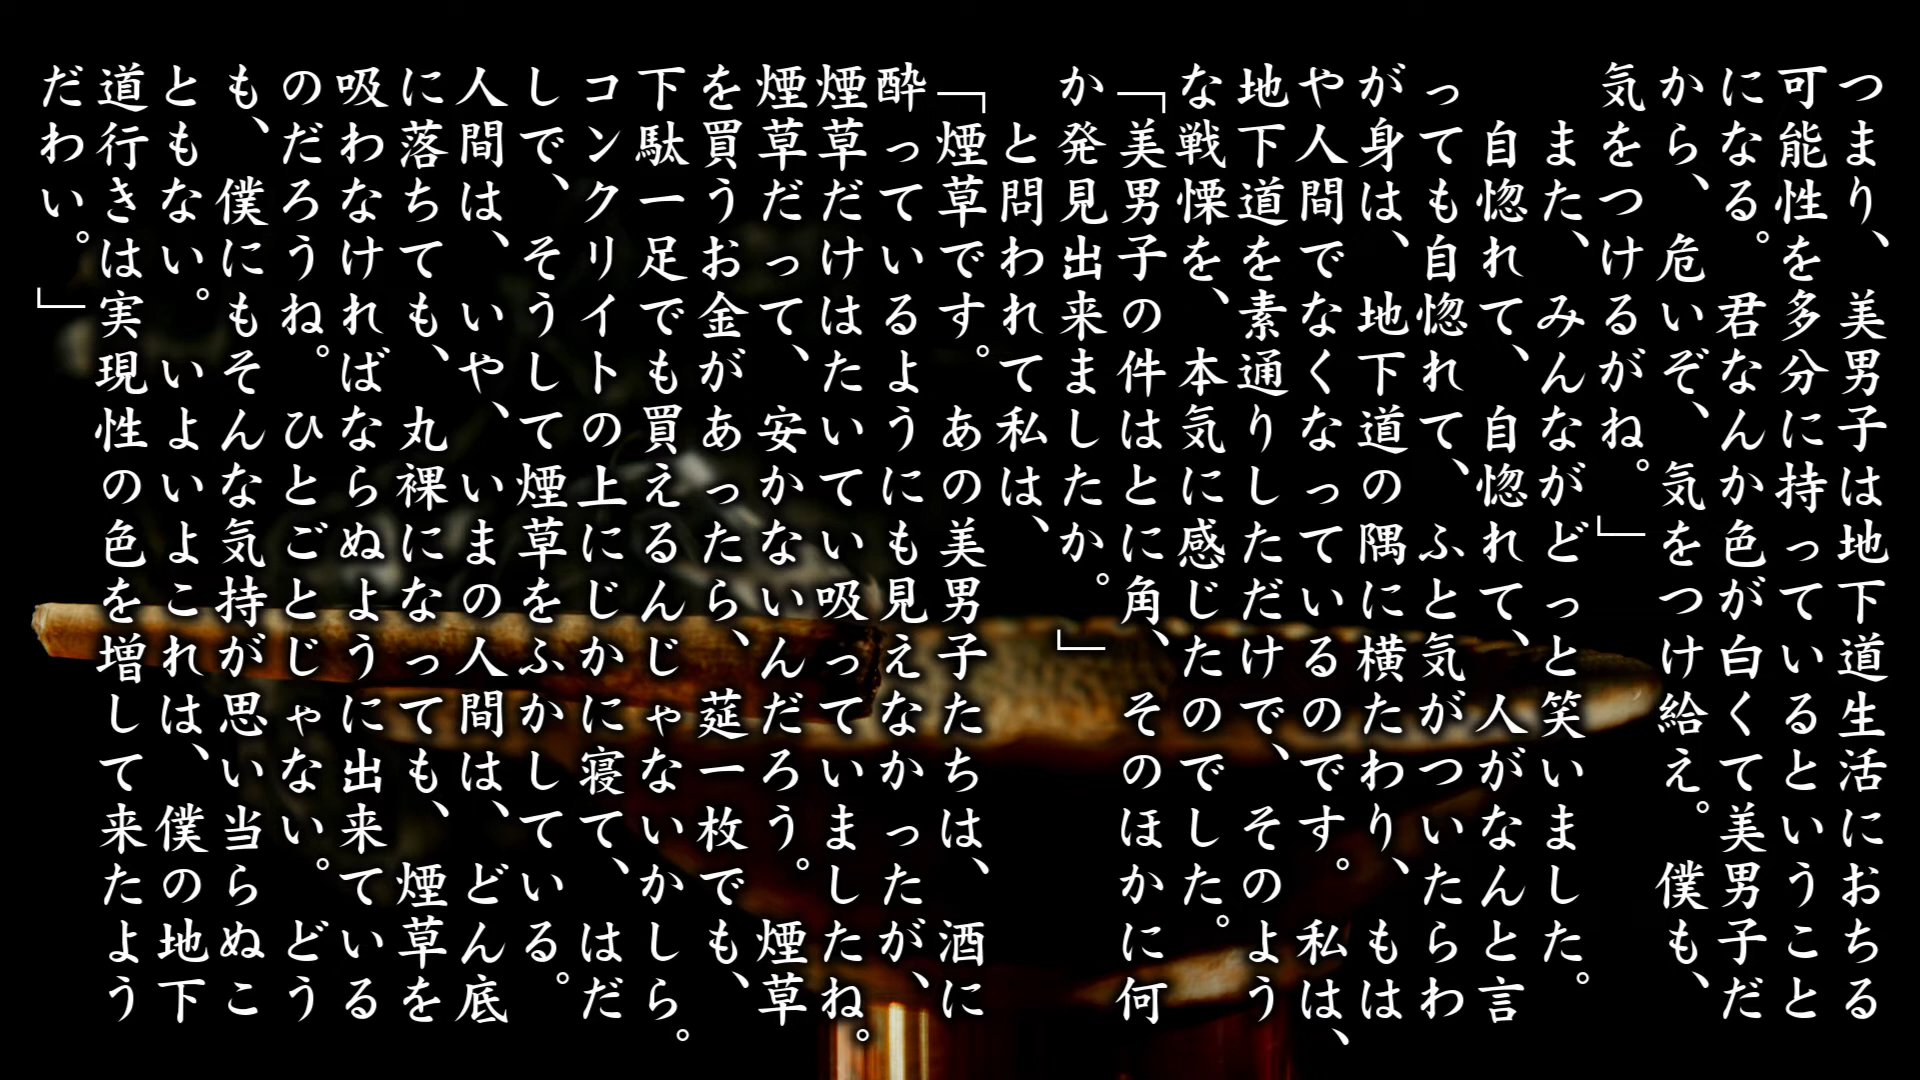 つまり、美男子は地下道生活におちる
可能性を多分に持っているということ
になる。君なんか色が白くて美男子だ
から、危いぞ、気をつけ給え。僕も、
気をつけるがね。」
また、みんながどっと笑いました。
自惚れて、自惚れて、人がなんと言
っても自惚れて、ふと気がついたらわ
が身は、地下道の隅に横たわり、もは
や人間でなくなっているのです。私は、
地下道を素通りしただけで、そのよう
な戦慄を、本気に感じたのでした。
「美男子の件はとに角、そのほかに何
か発見出来ましたか。」
と問われて私は、
「煙草です。あの美男子たちは、酒に
酔っているようにも見えなかったが、
煙草だけはたいてい吸っていましたね。
煙草だって、安かないんだろう。煙草
を買うお金があったら、莚一枚でも、
下駄一足でも買えるんじゃないかしら。
コンクリイトの上にじかに寝て、はだ
しで、そうして煙草をふかしている。
人間は、いや、いまの人間は、どん底
に落ちても、丸裸になっても、煙草を
吸わなければならぬように出来ている
のだろうね。ひとごとじゃない。どう
も、僕にもそんな気持が思い当らぬこ
ともない。いよいよこれは、僕の地下
道行きは実現性の色を増して来たよう
だわい。」